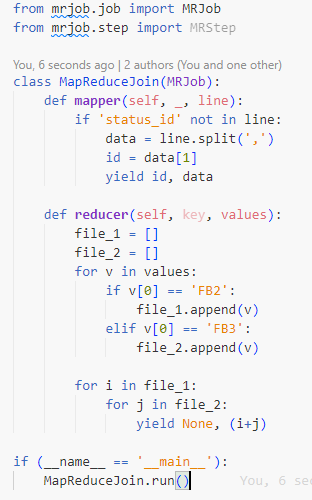 from mrjob.job import MRJob
from mrjob.step import MRStep
You, 6 seconds ago | 2 authors (You and one other)
class MapReduceJoin(MRJob):
    def mapper(self, _, line):
        if 'status_id' not in line:
            data = line.split(',')
            id = data[1]
            yield id, data
    def reducer(self, key, values):
        file_1 = []
        file_2 = []
        for v in values:
            if v[0] == 'FB2':
                file_1.append(v)
            elif v[0] == 'FB3':
                file_2.append(v)
        for i in file_1:
            for j in file_2:
                yield None, (i+j)
if (__name__ == '__main__'):
    MapReduceJoin.run() You, 6 sec